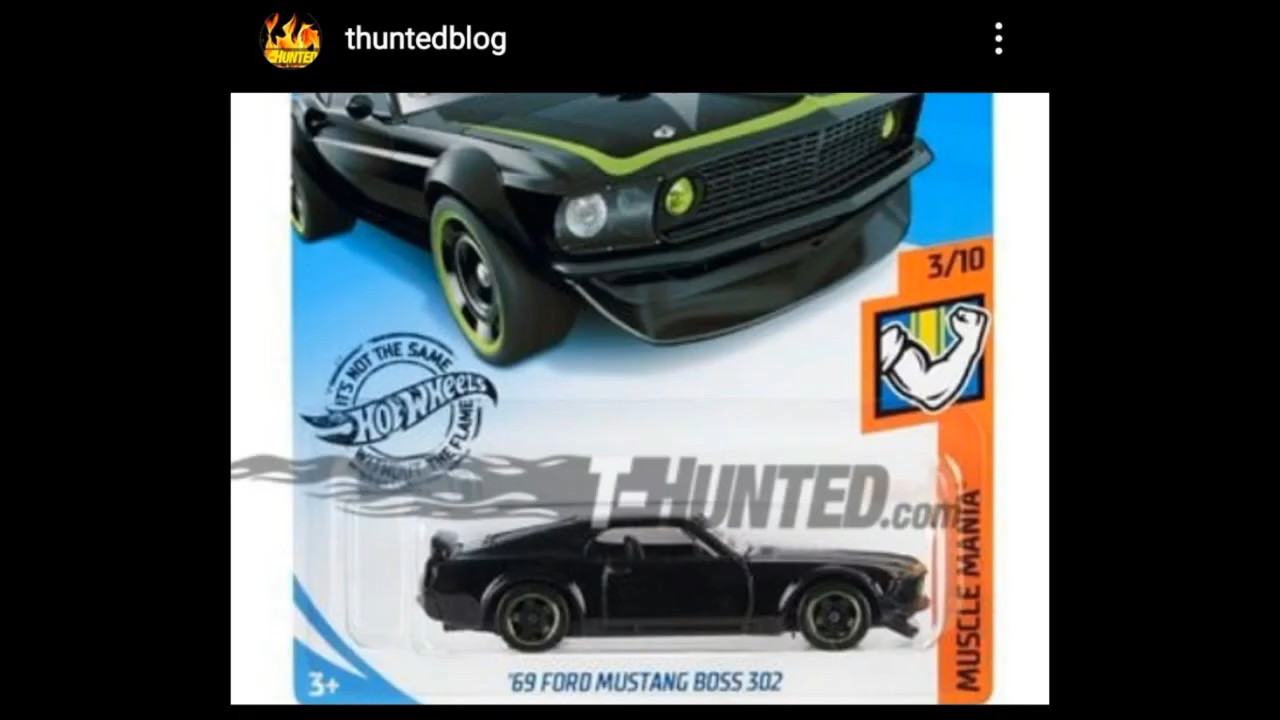 HUNTED
thuntedblog
3/10
IT'S NOT THE SAME
HOT WHEELS
WITHOUT THE FLAME
T-HUNTED.com
MUSCLE MANIA
'69 FORD MUSTANG BOSS 302
3+